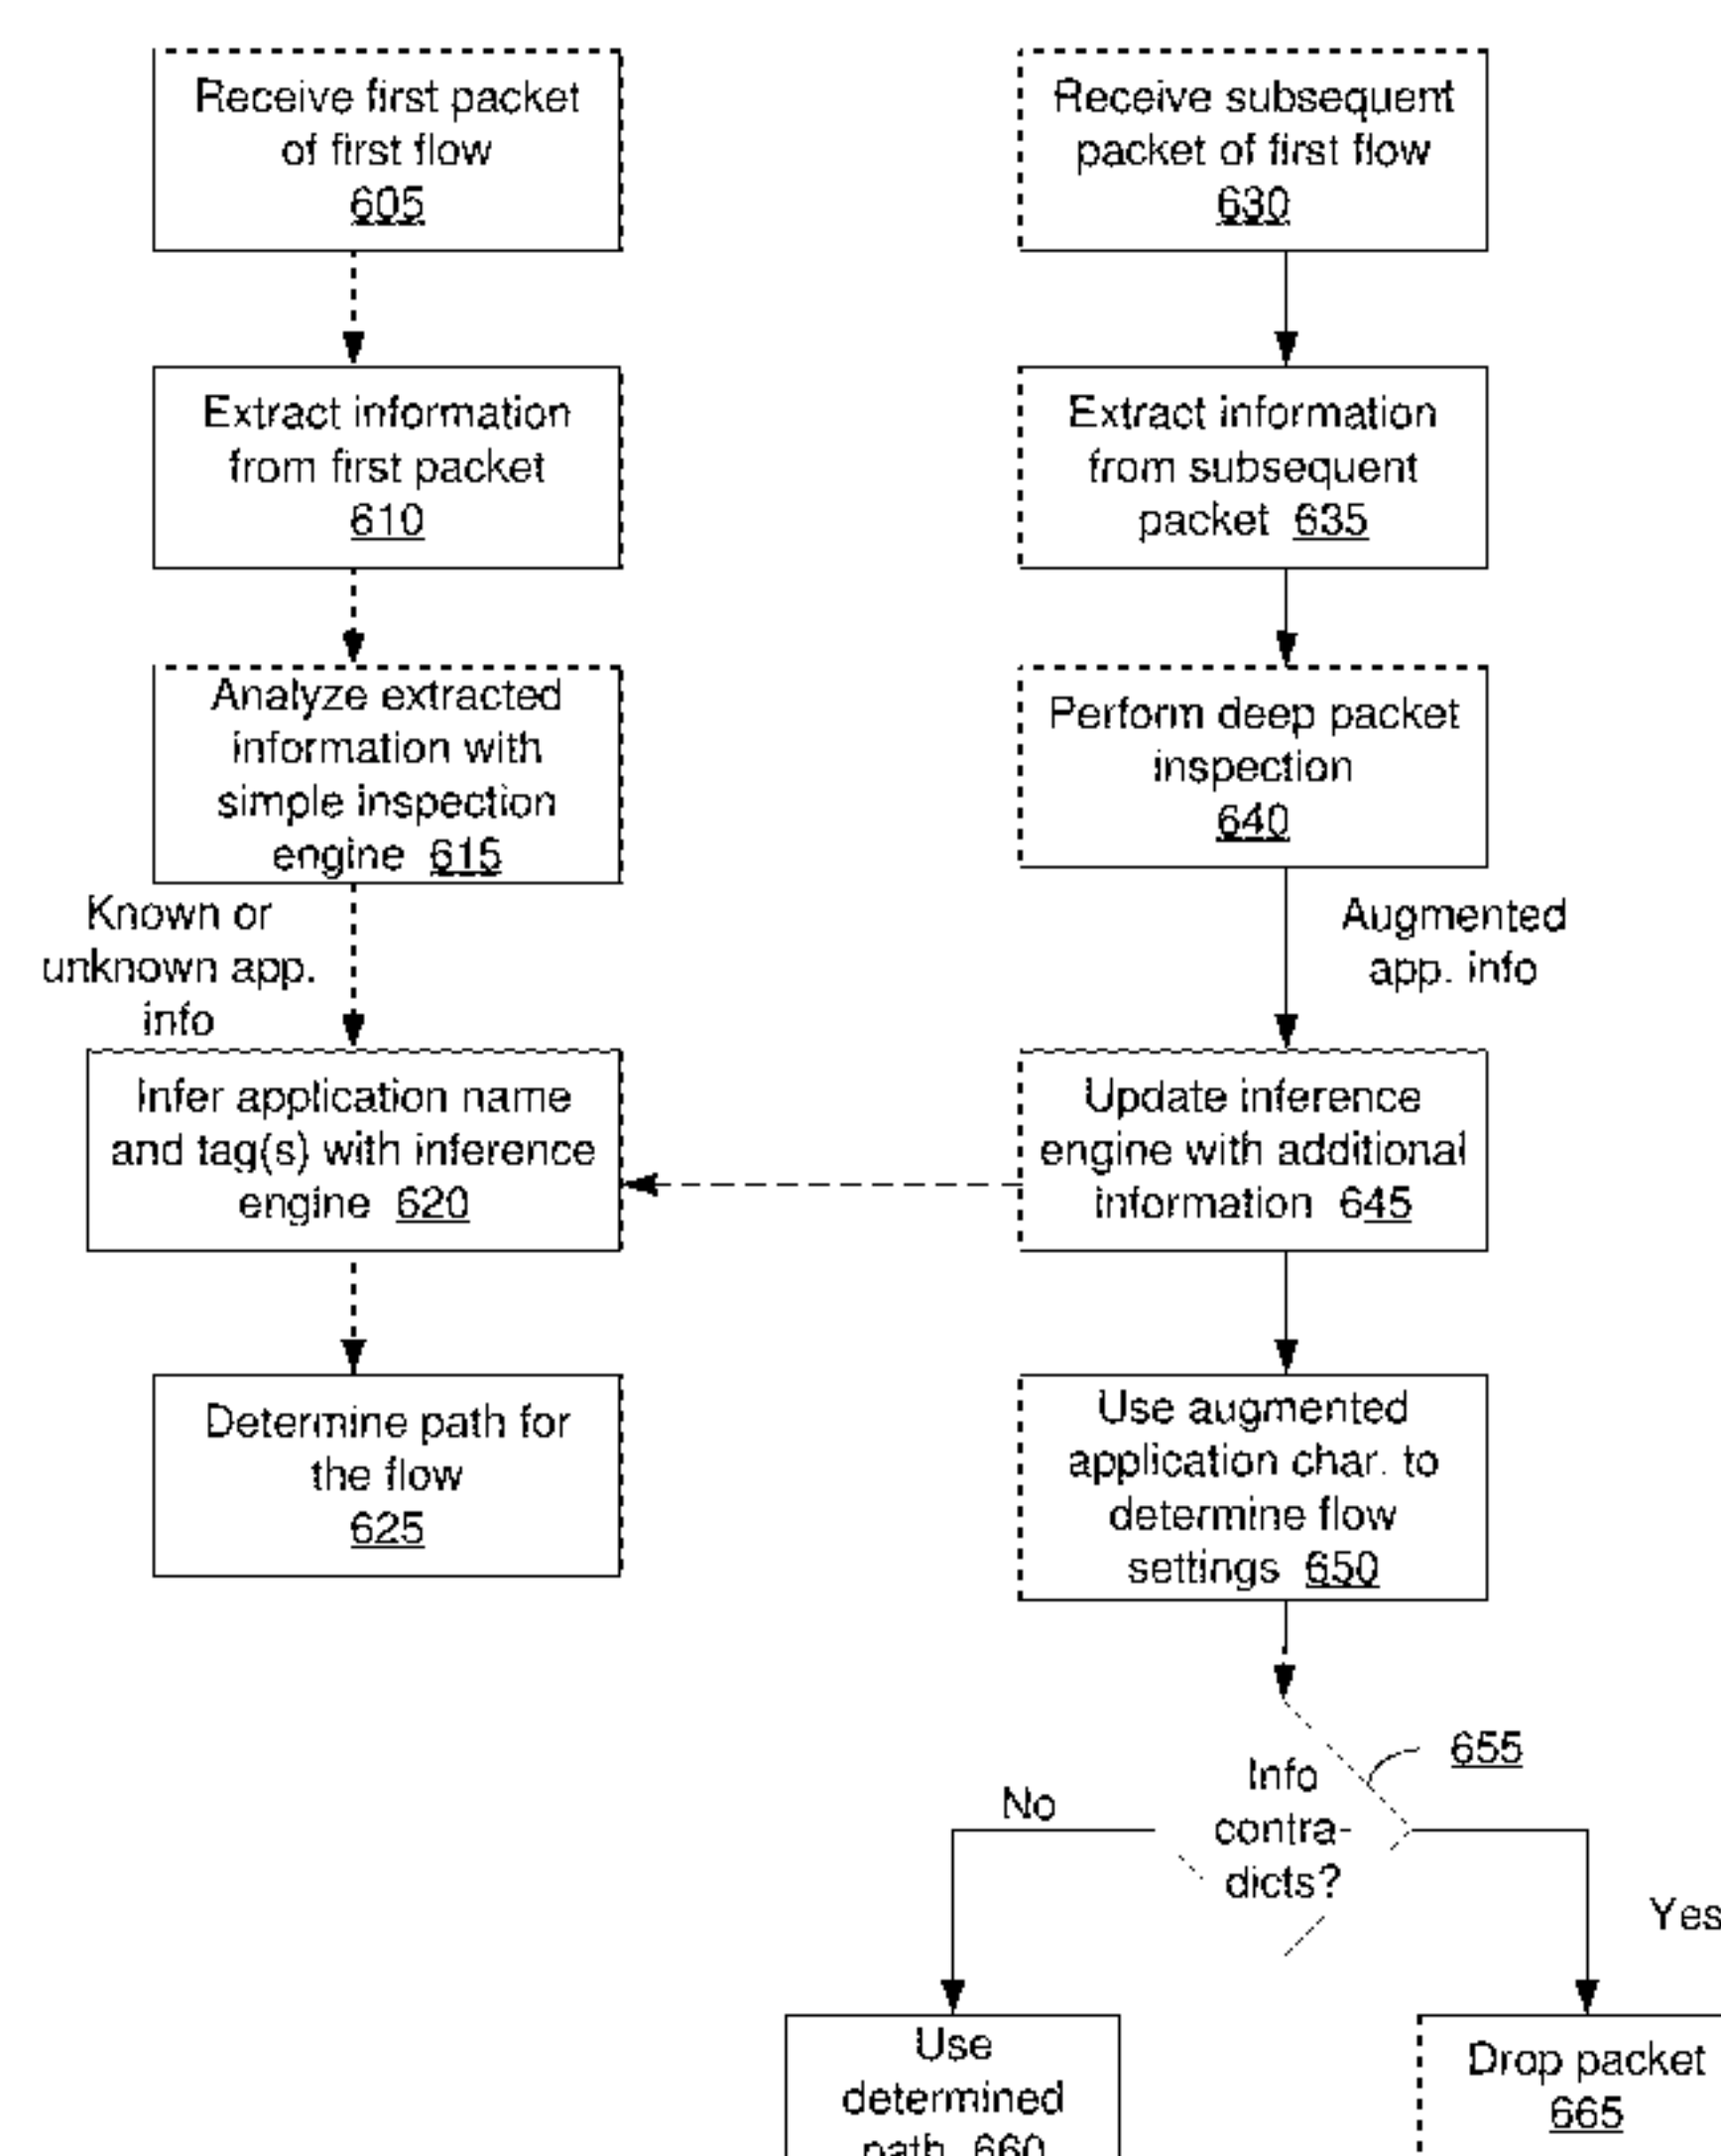 Receive first packet
of first flow
605
Extract information
from first packet
610
Analyze extracted
information with
simple inspection
engine 615
Known or
unknown app.
info
Infer application name
and tag(s) with inference
engine 620
Determine path for
the flow
625
Receive subsequent
packet of first flow
630
Extract information
from subsequent
packet 635
Perform deep packet
inspection
640
Augmented
app. info
Update inference
engine with additional
information 645
Use augmented
application char. to
determine flow
settings 650
655
Info
contra-
dicts?
No
Yes
Use
determined
path 660
Drop packet
665